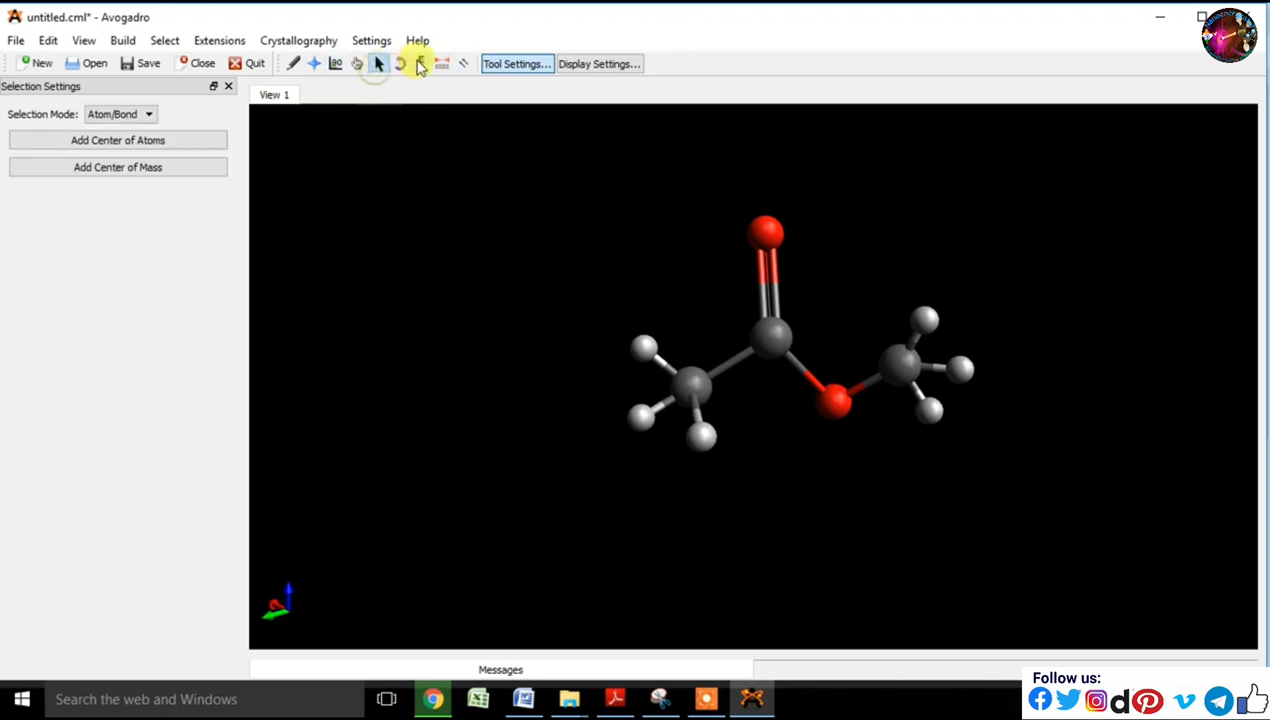 untitled.cml* - Avogadro
File Edit View Build Select Extensions Crystallography Settings Help
New Open Save Close Quit 90 E Tool Settings... Display Settings...
Selection Settings
View 1
Selection Mode: Atom/Bond
Add Center of Atoms
Add Center of Mass
Messages
Search the web and Windows
Follow us: